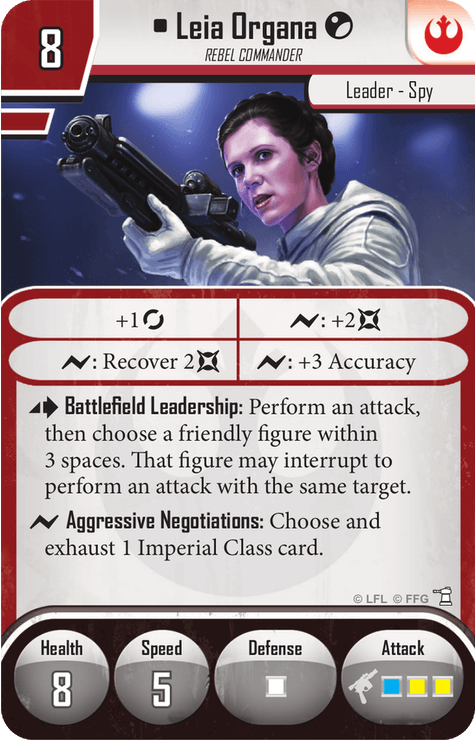 8
Leia Organa
REBEL COMMANDER
Leader - Spy
+1
: +2
: Recover 2
: +3 Accuracy
Battlefield Leadership: Perform an attack,
then choose a friendly figure within
3 spaces. That figure may interrupt to
perform an attack with the same target.
Aggressive Negotiations: Choose and
exhaust 1 Imperial Class card.
© LFL © FFG
Health
Speed
Defense
Attack
8
5